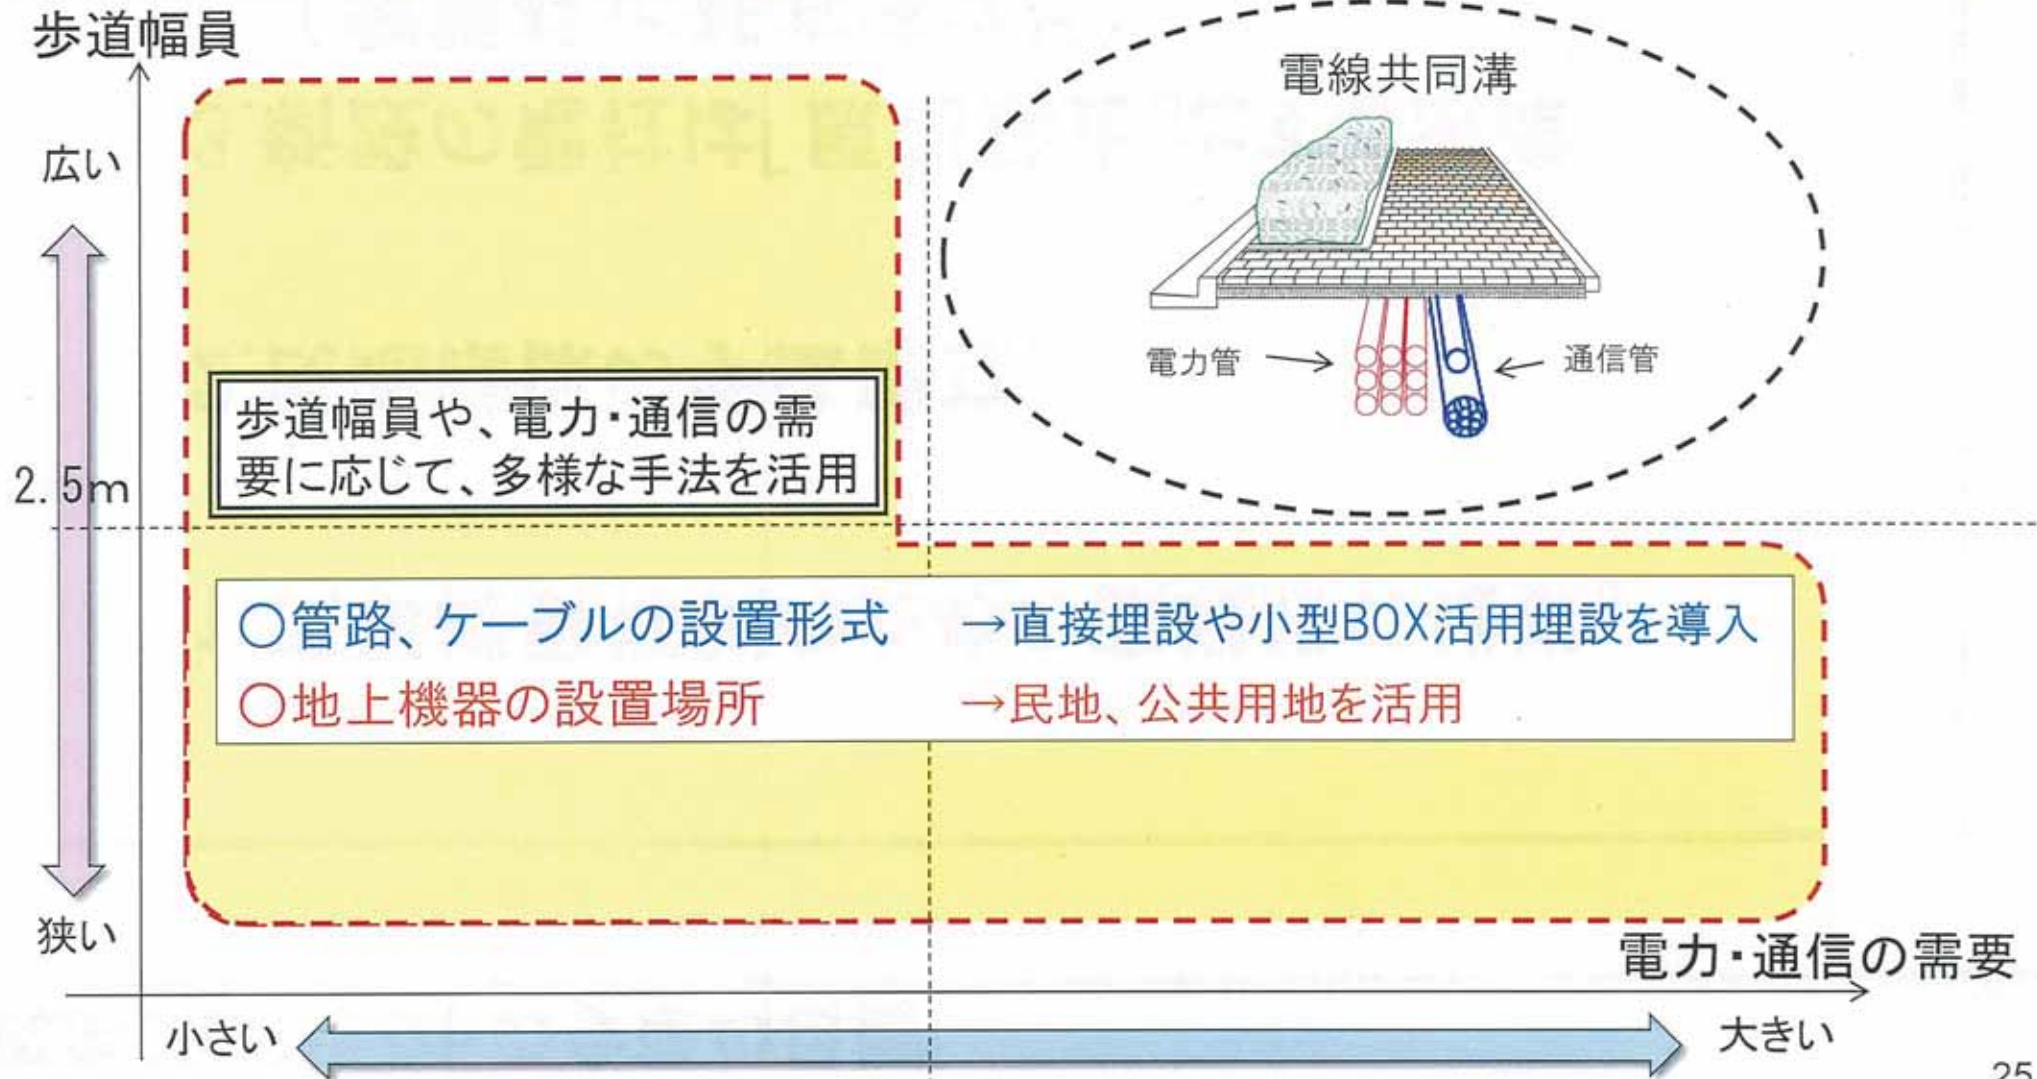 歩道幅員
電線共同溝
広い
電力管
通信管
歩道幅員や、電力・通信の需
要に応じて、多様な手法を活用
2.5m
○管路、ケーブルの設置形式 →直接埋設や小型BOX活用埋設を導入
○地上機器の設置場所 →民地、公共用地を活用
狭い
電力・通信の需要
小さい
大きい
25